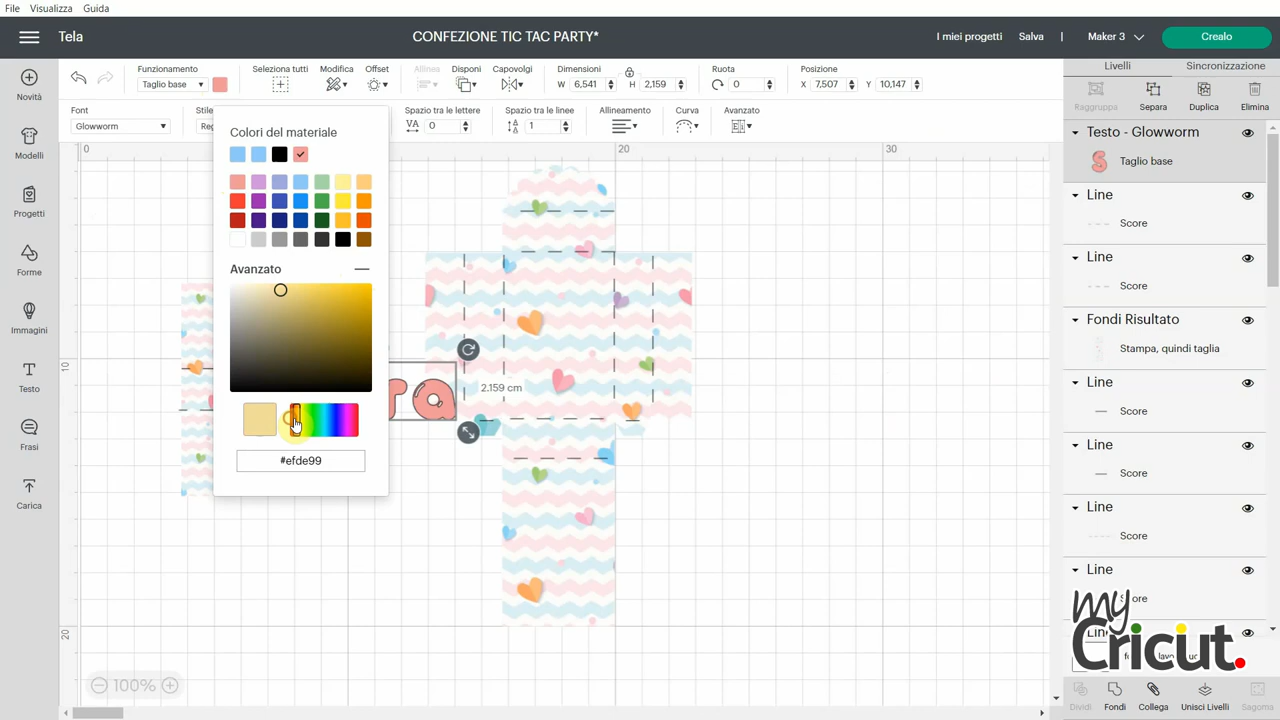 File Visualizza Guida
Tela CONFEZIONE TIC TAC PARTY* I miei progetti Salva | Maker 3 Crealo
Funzionamento Seleziona tutti Modifica Offset Allinea Disponi Capovolgi Dimensioni Ruota Posizione
Taglio base W 6,541 H 2,159 0 X 7,507 Y 10,147
Font Stile Spazio tra le lettere Spazio tra le linee Allineamento Curva Avanzato
Glowworm Reg VA 0 1
Novità
Modelli
Progetti
Forme
Immagini
Testo
Frasi
Carica
0 20 30
10
20
Colori del materiale
Avanzato
#efde99
ra
2.159 cm
100%
Livelli Sincronizzazione
Raggruppa Separa Duplica Elimina
Testo - Glowworm
S Taglio base
Line
Score
Line
Score
Fondi Risultato
Stampa, quindi taglia
Line
Score
Line
Score
Line
Score
Line
my
Cricut.
Dividi Fondi Collega Unisci Livelli Sagoma